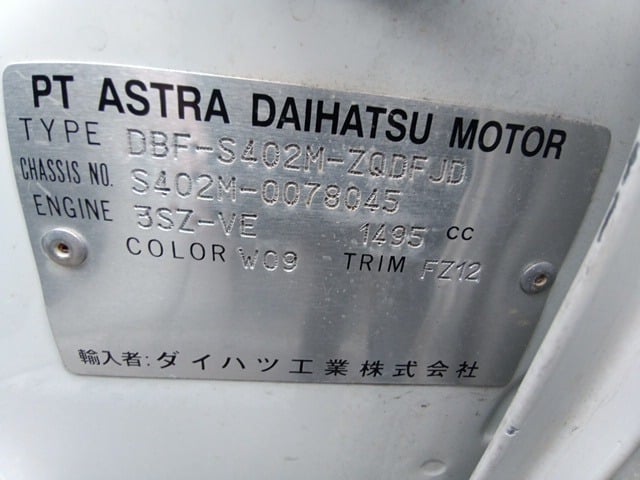 PT ASTRA DAIHATSU MOTOR
TYPE DBF-S402M-ZQDFJD
CHASSIS NO. S402M-0078045
ENGINE 3SZ-VE 1495 cc
COLOR W09 TRIM FZ12
輸入者: ダイハツ工業株式会社